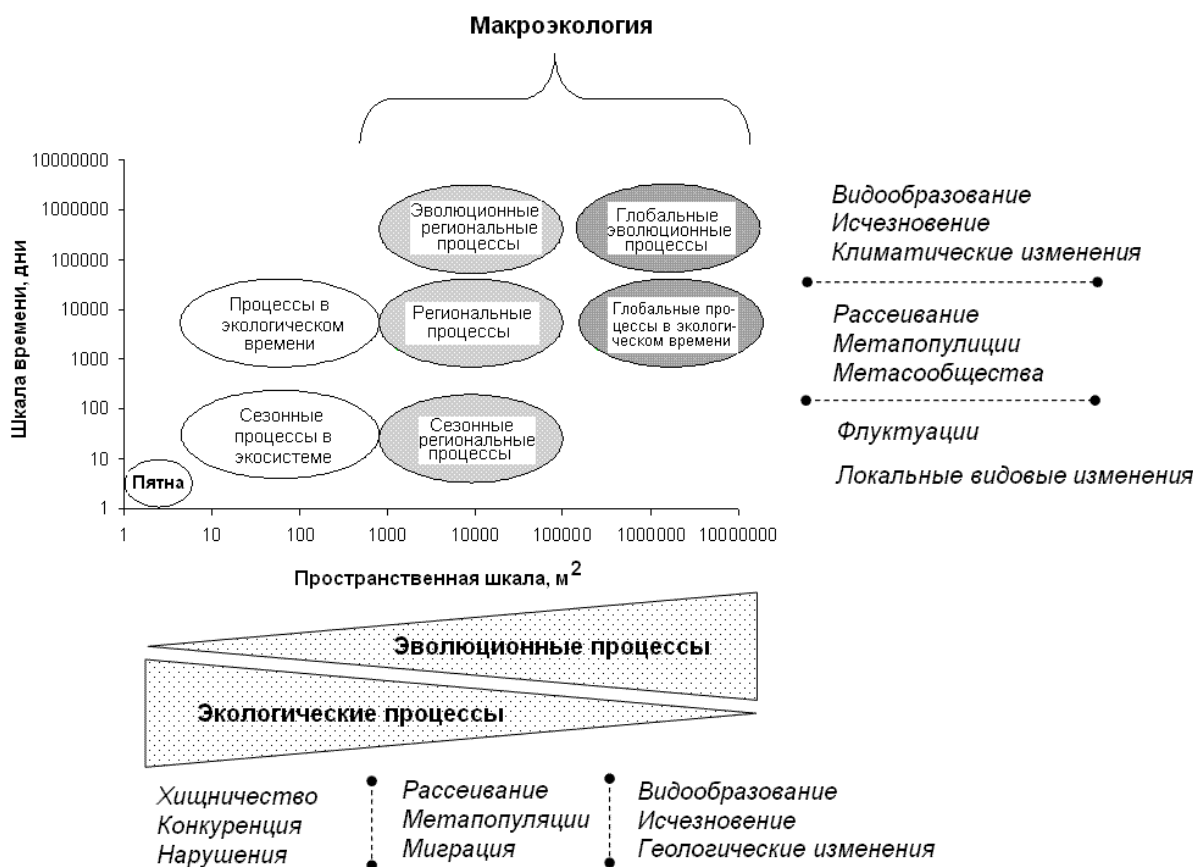 Макроэкология
10000000
1000000
100000
10000
1000
100
10
1
Шкала времени, дни
Эволюционные
региональные
процессы
Глобальные
эволюционные
процессы
Процессы в
экологическом
времени
Региональные
процессы
Глобальные про-
цессы в экологи-
ческом времени
Сезонные
процессы в
экосистеме
Сезонные
региональные
процессы
Пятна
Видообразование
Исчезновение
Климатические изменения
Рассеивание
Метапопулиции
Метасообщества
Флуктуации
Локальные видовые изменения
1 10 100 1000 10000 100000 1000000 10000000
Пространственная шкала, м2
Эволюционные процессы
Экологические процессы
Хищничество
Конкуренция
Нарушения
Рассеивание
Метапопуляции
Миграция
Видообразование
Исчезновение
Геологические изменения